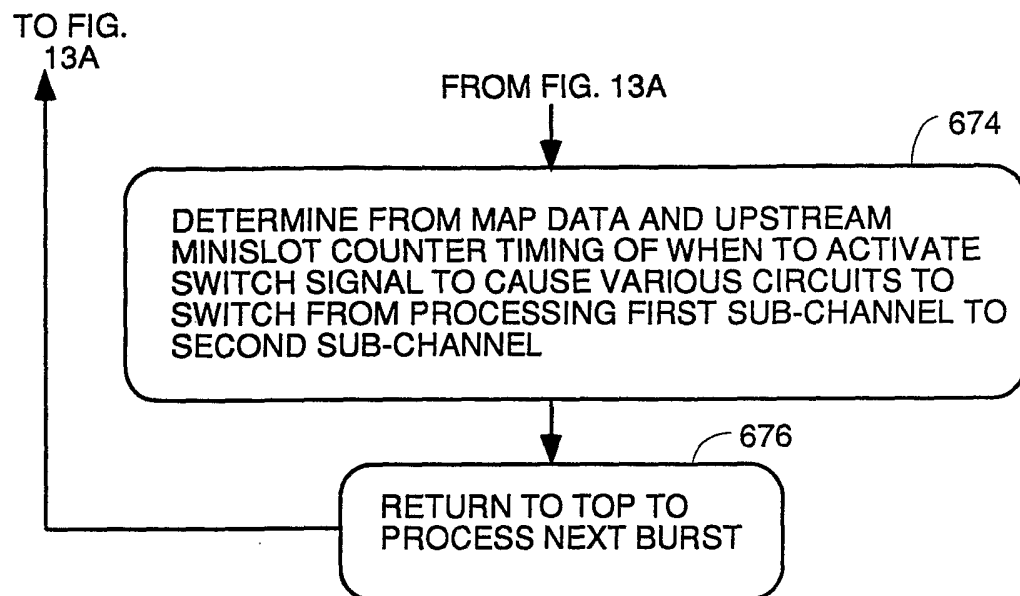 TO FIG.
13A
FROM FIG. 13A
674
DETERMINE FROM MAP DATA AND UPSTREAM
MINISLOT COUNTER TIMING OF WHEN TO ACTIVATE
SWITCH SIGNAL TO CAUSE VARIOUS CIRCUITS TO
SWITCH FROM PROCESSING FIRST SUB-CHANNEL TO
SECOND SUB-CHANNEL
676
RETURN TO TOP TO
PROCESS NEXT BURST